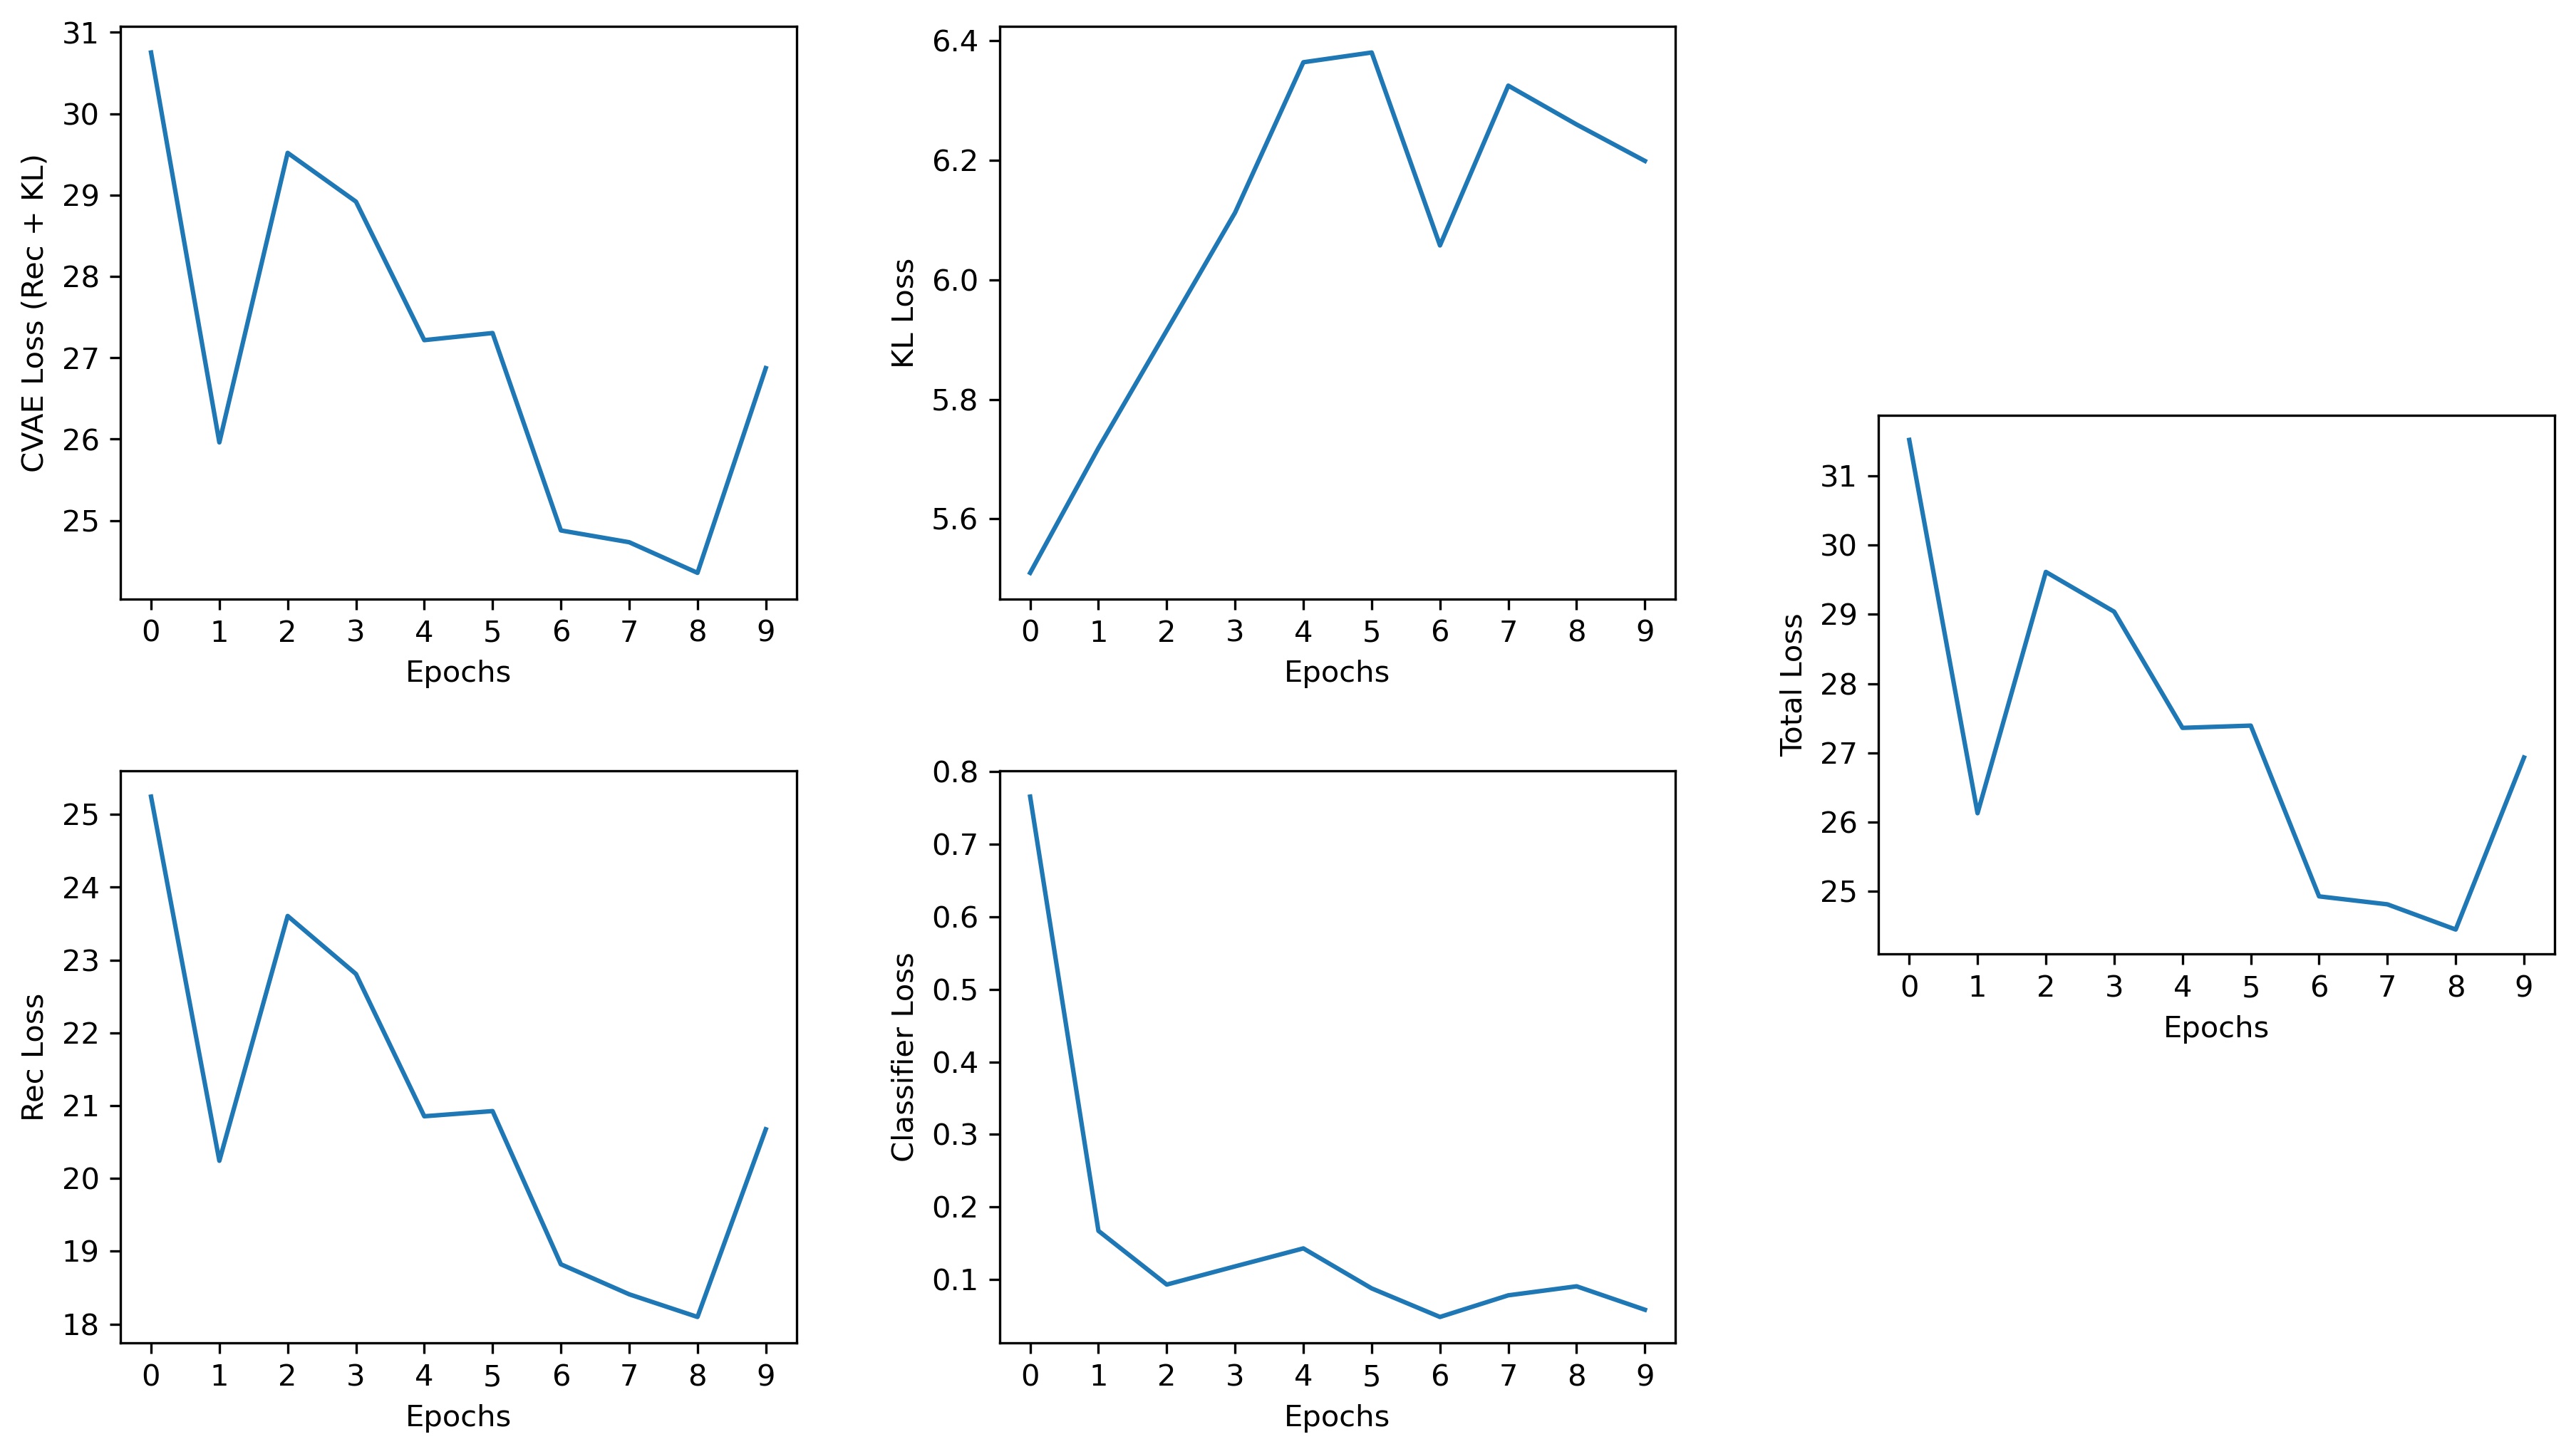 CVAE Loss (Rec + KL)
31
30
29
28
27
26
25
0 1 2 3 4 5 6 7 8 9
Epochs
KL Loss
6.4
6.2
6.0
5.8
5.6
0 1 2 3 4 5 6 7 8 9
Epochs
Rec Loss
25
24
23
22
21
20
19
18
0 1 2 3 4 5 6 7 8 9
Epochs
Classifier Loss
0.8
0.7
0.6
0.5
0.4
0.3
0.2
0.1
0 1 2 3 4 5 6 7 8 9
Epochs
Total Loss
31
30
29
28
27
26
25
0 1 2 3 4 5 6 7 8 9
Epochs